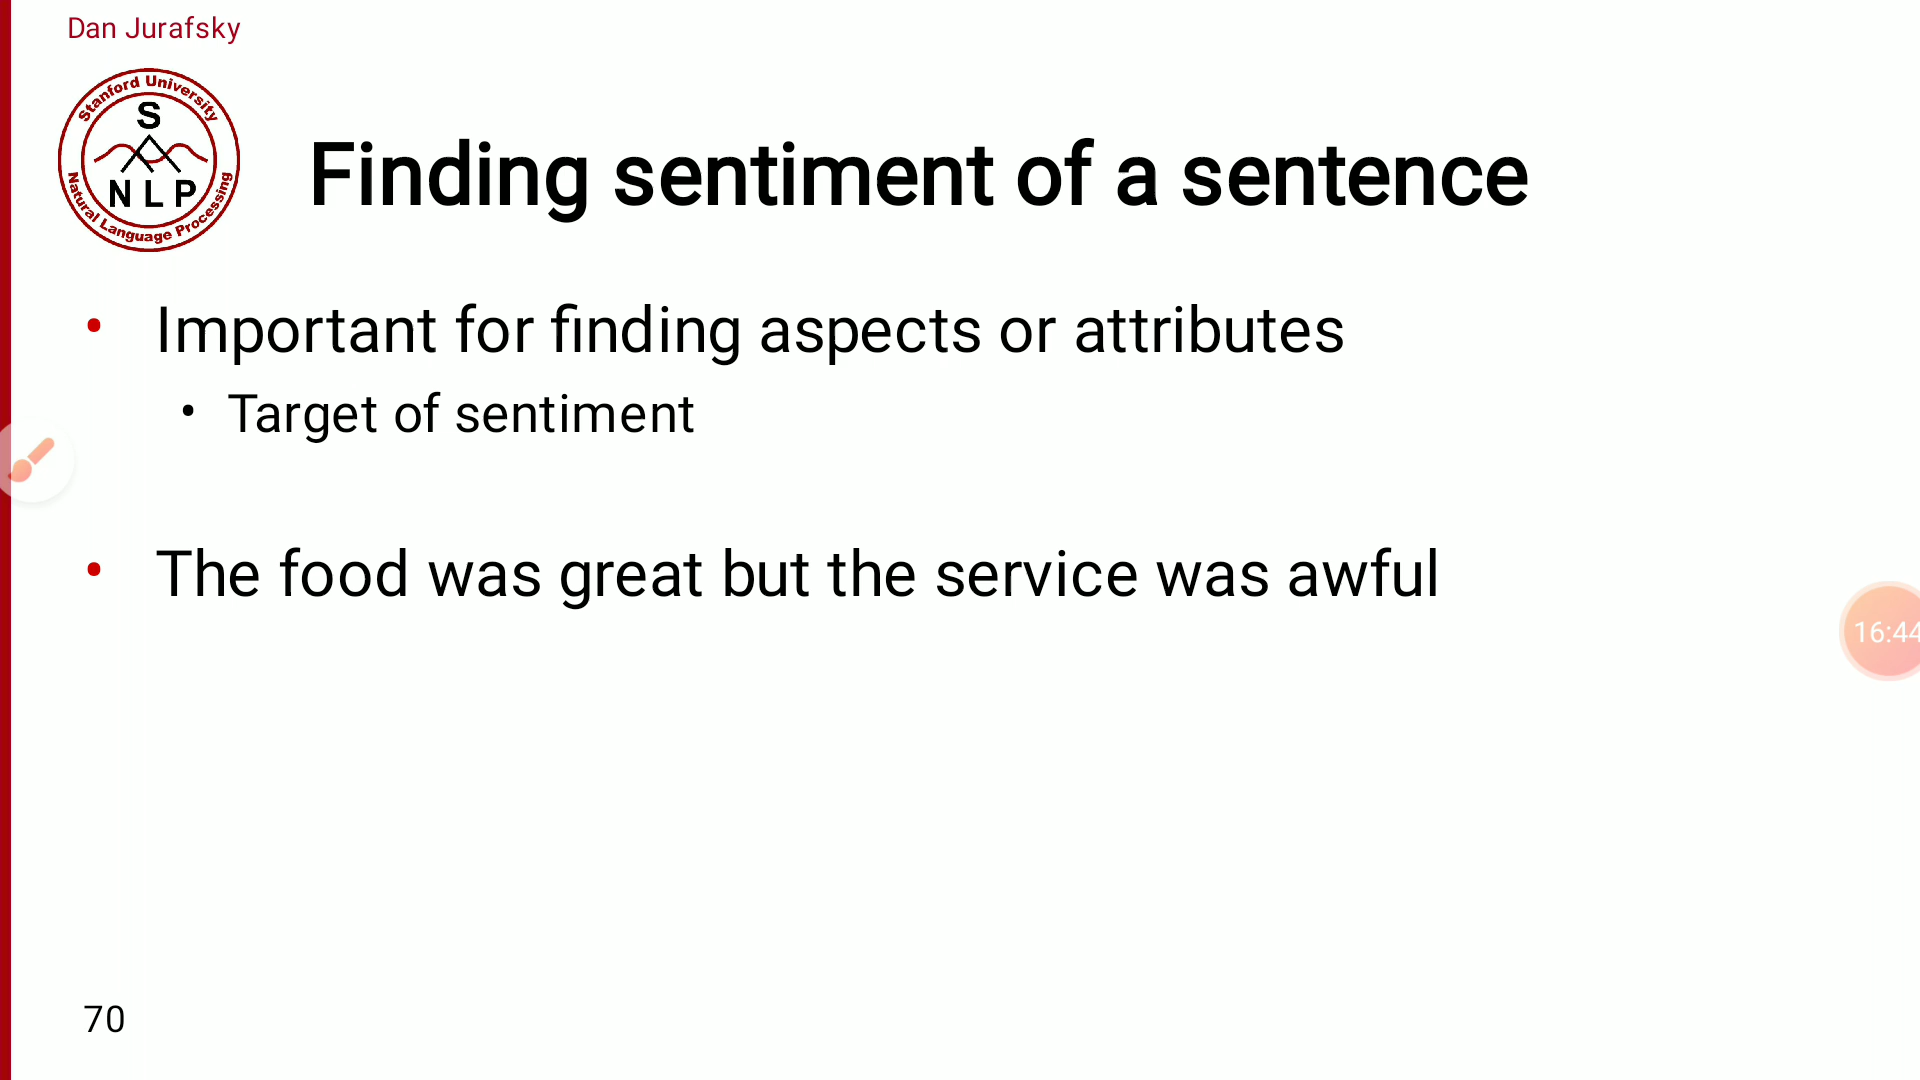 Dan Jurafsky
Stanford University
S
NLP
Natural Language Processing
Finding sentiment of a sentence
• Important for finding aspects or attributes
• Target of sentiment
• The food was great but the service was awful
16:44
70